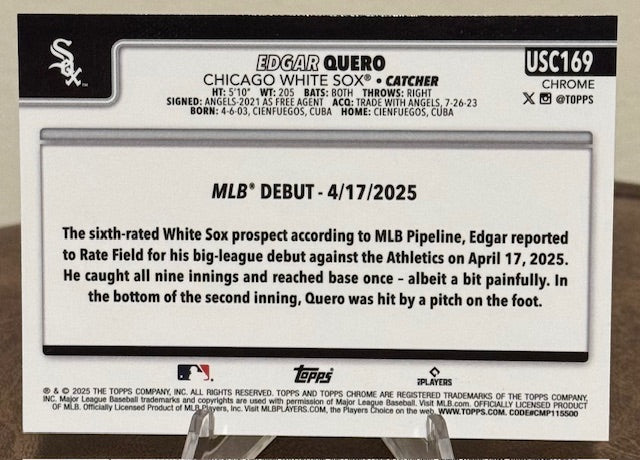 Sox
EDGAR QUERO
CHICAGO WHITE SOX® • CATCHER
HT: 5'10" WT: 205 BATS: BOTH THROWS: RIGHT
SIGNED: ANGELS-2021 AS FREE AGENT ACQ: TRADE WITH ANGELS, 7-26-23
BORN: 4-6-03, CIENFUEGOS, CUBA HOME: CIENFUEGOS, CUBA
USC169
CHROME
X @TOPPS
MLB® DEBUT - 4/17/2025
The sixth-rated White Sox prospect according to MLB Pipeline, Edgar reported
to Rate Field for his big-league debut against the Athletics on April 17, 2025.
He caught all nine innings and reached base once – albeit a bit painfully. In
the bottom of the second inning, Quero was hit by a pitch on the foot.
Topps
PLAYERS
® & © 2025 THE TOPPS COMPANY, INC. ALL RIGHTS RESERVED. TOPPS AND TOPPS CHROME ARE REGISTERED TRADEMARKS OF THE TOPPS COMPANY,
INC. Major League Baseball trademarks and copyrights are used with permission of Major League Baseball. Visit MLB.com. OFFICIALLY LICENSED PRODUCT
OF MLB. Officially Licensed Product of MLB Players, Inc. Visit MLBPLAYERS.COM, the Players Choice on the web. WWW.TOPPS.COM. CODE#CMP115500